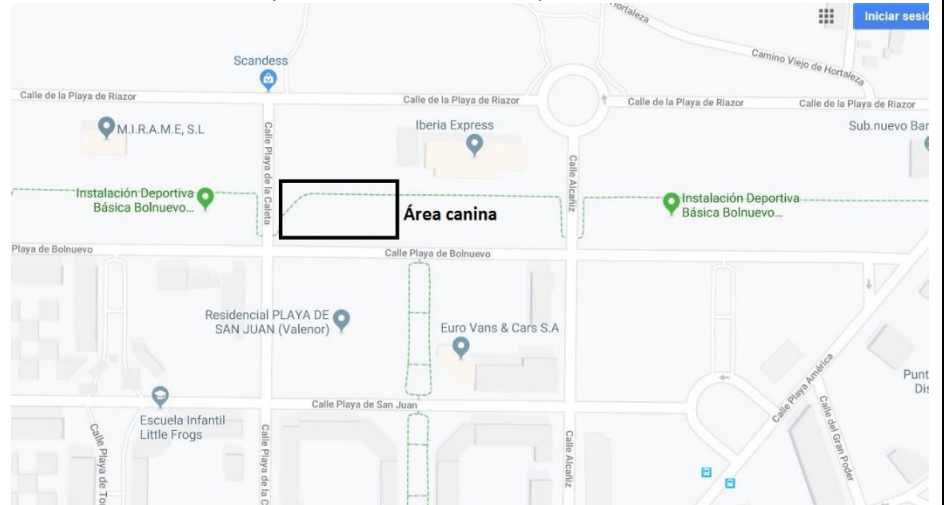 Hortaleza
Iniciar sesió
Camino Viejo de Hortaleza
Scandess
Calle de la Playa de Riazor
Calle de la Playa de Riazor
Calle de la Playa de Riazor
Calle de la Playa de Riazor
M.I.R.A.M.E, S.L
Calle Playa de la Caleta
Iberia Express
Sub.nuevo Bar
Calle Alcañiz
Instalación Deportiva
Básica Bolnuevo...
Área canina
Instalación Deportiva
Básica Bolnuevo...
Playa de Bolnuevo
Calle Playa de Bolnuevo
Residencial PLAYA DE
SAN JUAN (Valenor)
Euro Vans & Cars S.A
Calle Playa América
Punt
Dis
Calle Playa de San Juan
Escuela Infantil
Little Frogs
Calle Playa de To
Calle Playa de la C
Calle Alcañiz
Calle del Gran Poder